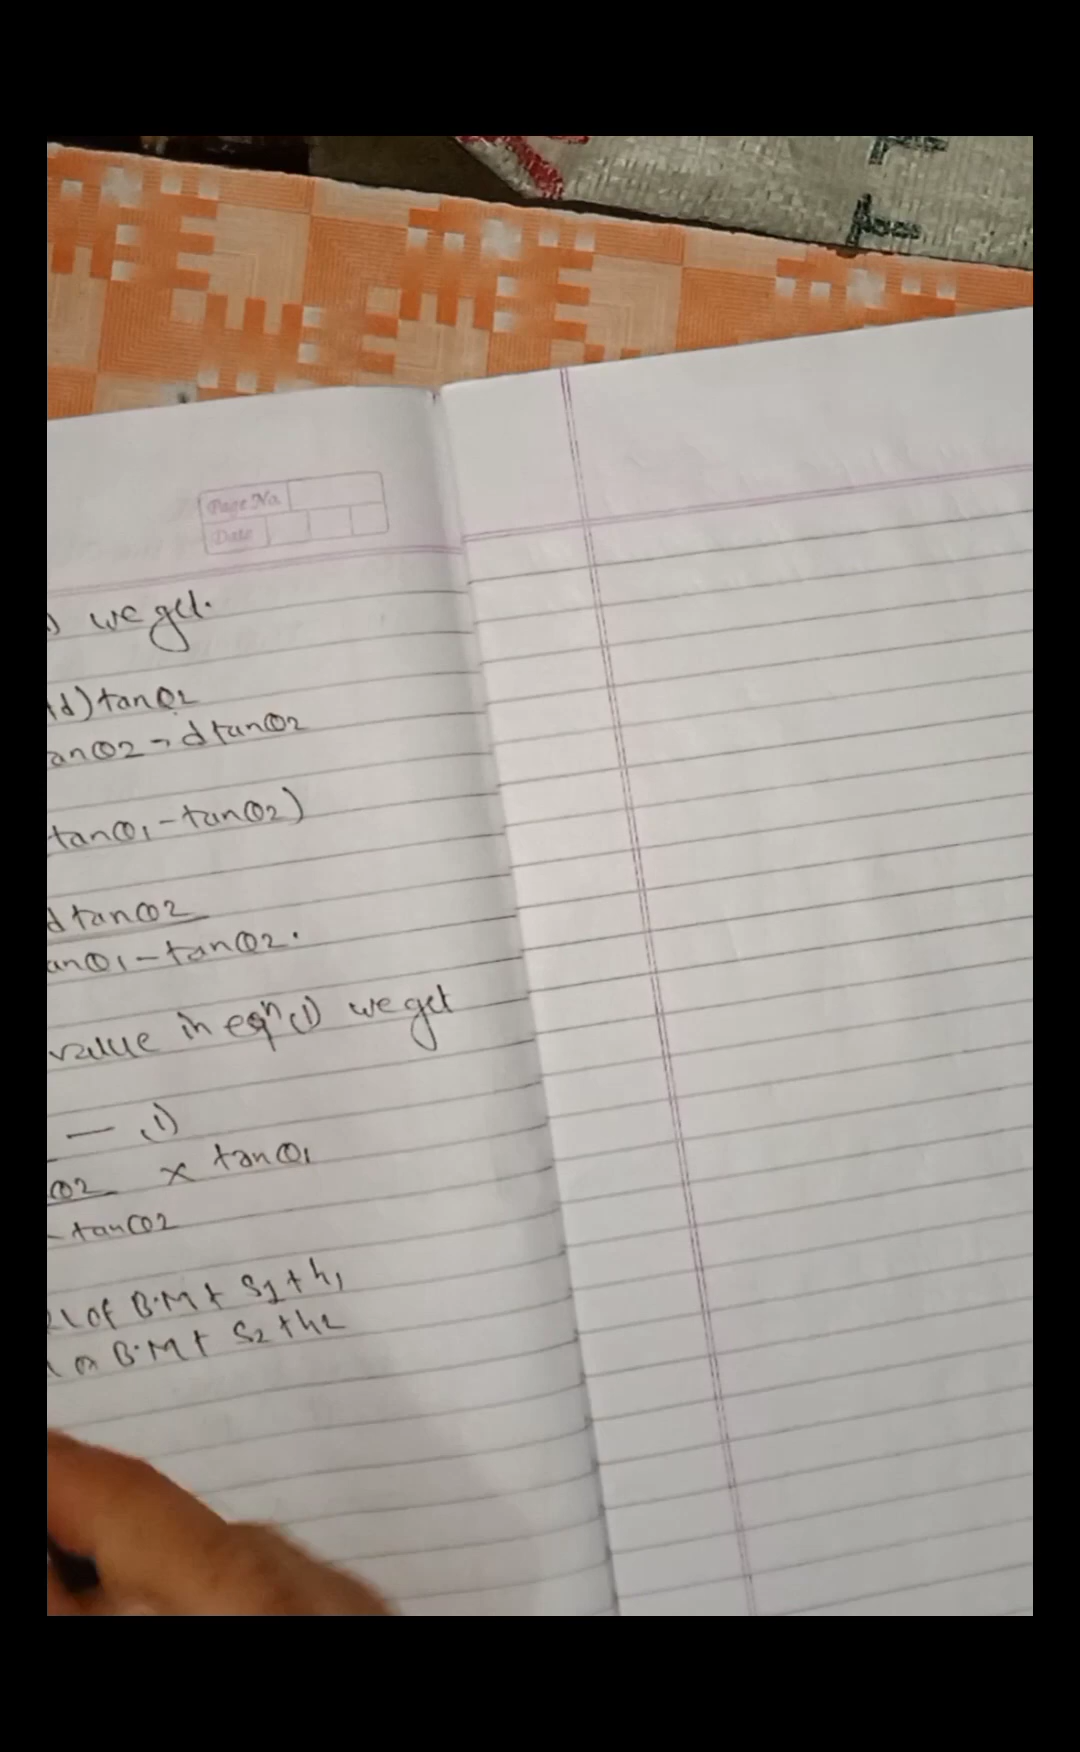 Page No.
Date
) we get.
+d) tanθ2
anθ2 - dtanθ2
tanθ1 - tanθ2)
d tanθ2
anθ1 - tanθ2.
value in eqn (1) we get
— (1)
θ2 × tanθ1
- tanθ2
l of B.M + S1 + h1
B.M + S2 + h2